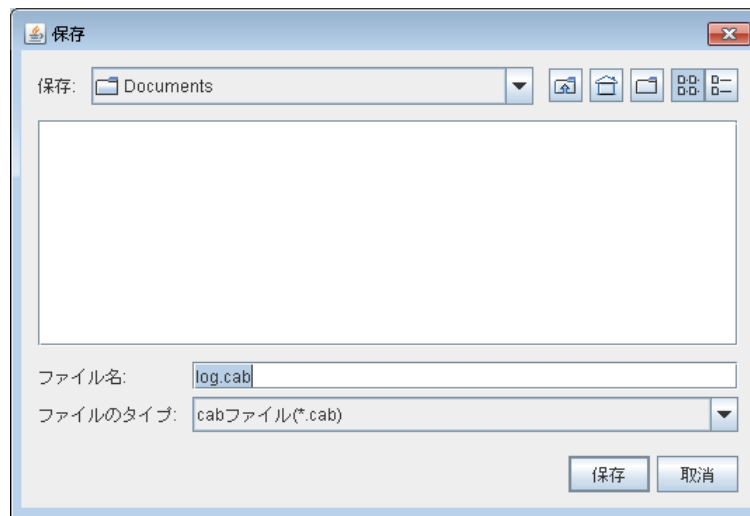 保存
保存: Documents
ファイル名: log.cab
ファイルのタイプ: cabファイル(*.cab)
保存 取消